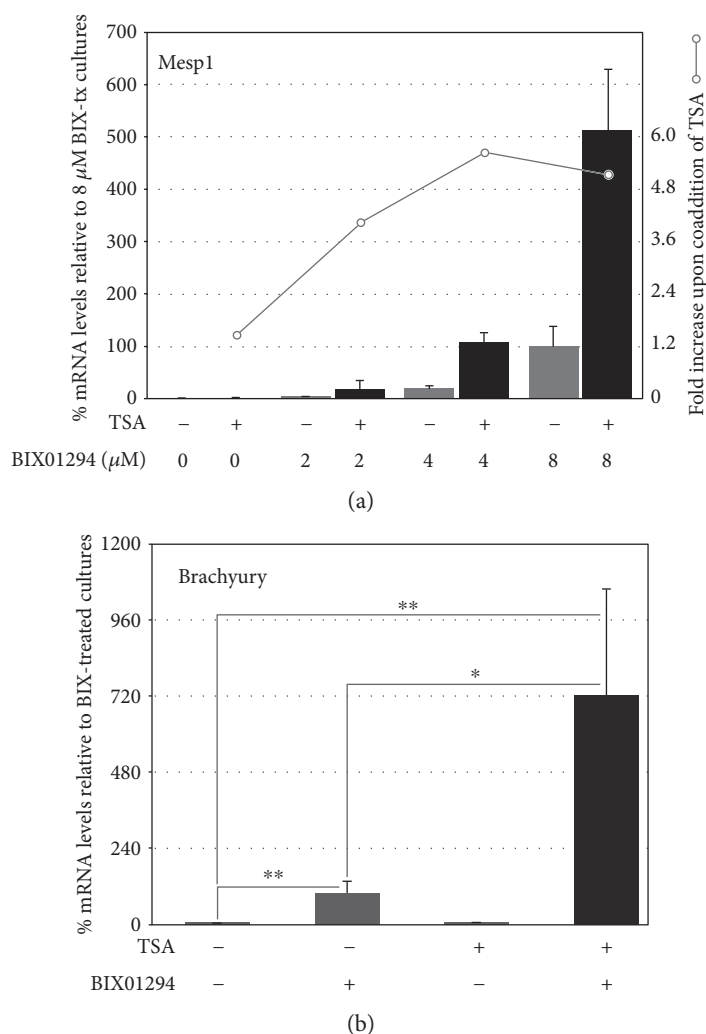 % mRNA levels relative to 8 μM BIX-tx cultures
700
600
500
400
300
200
100
0
Mesp1
6.0
4.8
3.6
2.4
1.2
0
Fold increase upon coaddition of TSA
TSA − + − + − + − +
BIX01294 (μM) 0 0 2 2 4 4 8 8
(a)
% mRNA levels relative to BIX-treated cultures
1200
960
720
480
240
0
Brachyury
**
*
**
TSA − − + +
BIX01294 − + − +
(b)